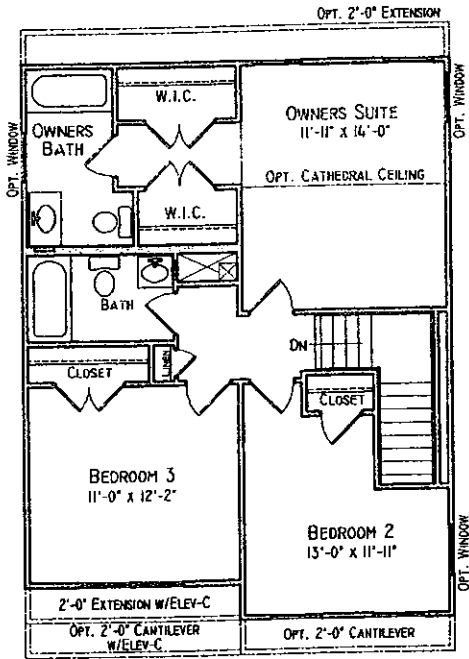 OPT. 2'-0" EXTENSION
W.I.C.
OWNERS SUITE
11'-11" X 14'-0"
OPT. WINDOW
OPT. WINDOW
OWNERS
BATH
OPT. CATHEDRAL CEILING
W.I.C.
BATH
DN
LINEN
CLOSET
CLOSET
BEDROOM 3
11'-0" X 12'-2"
BEDROOM 2
13'-0" X 11'-11"
OPT. WINDOW
2'-0" EXTENSION W/ELEV-C
OPT. 2'-0" CANTILEVER
W/ELEV-C
OPT. 2'-0" CANTILEVER